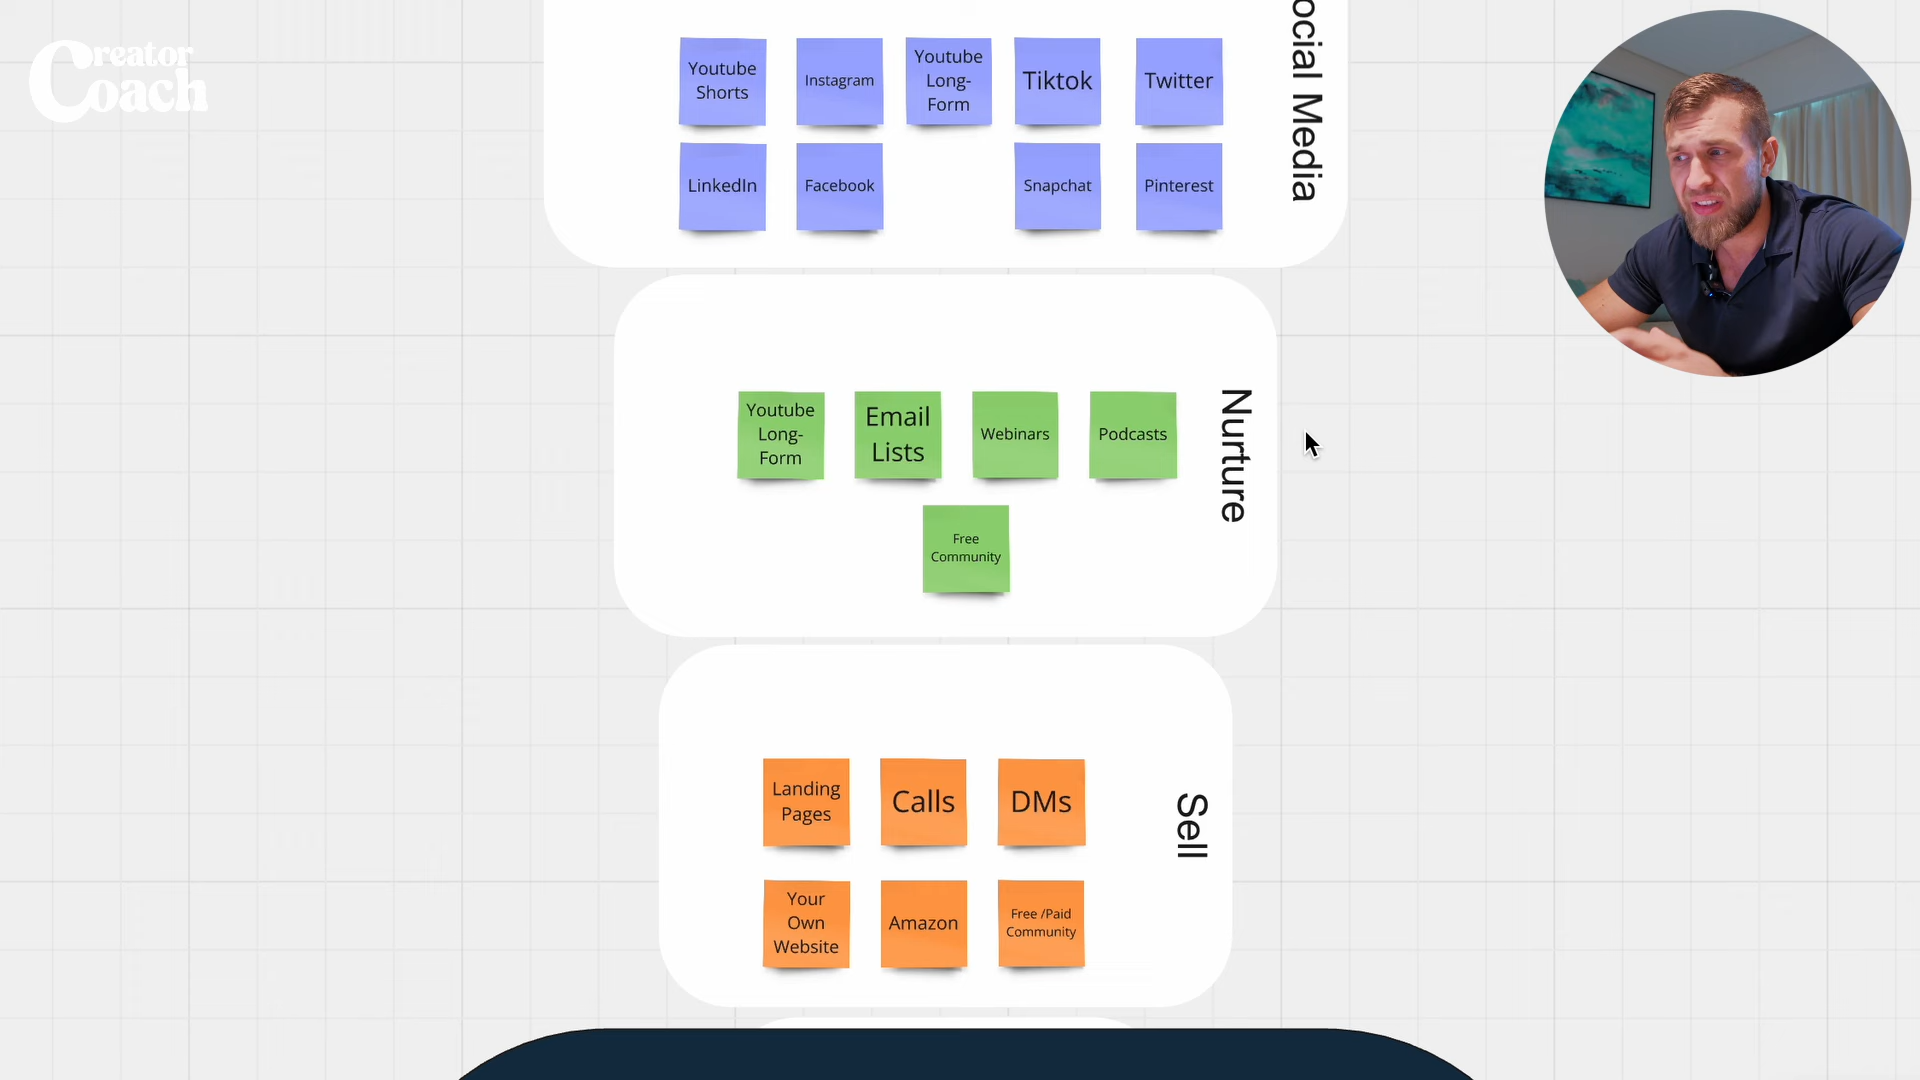 Creator
Coach
ocial Media
Youtube
Shorts
Instagram
Youtube
Long-
Form
Tiktok
Twitter
LinkedIn
Facebook
Snapchat
Pinterest
Nurture
Youtube
Long-
Form
Email
Lists
Webinars
Podcasts
Free
Community
Sell
Landing
Pages
Calls
DMs
Your
Own
Website
Amazon
Free /Paid
Community